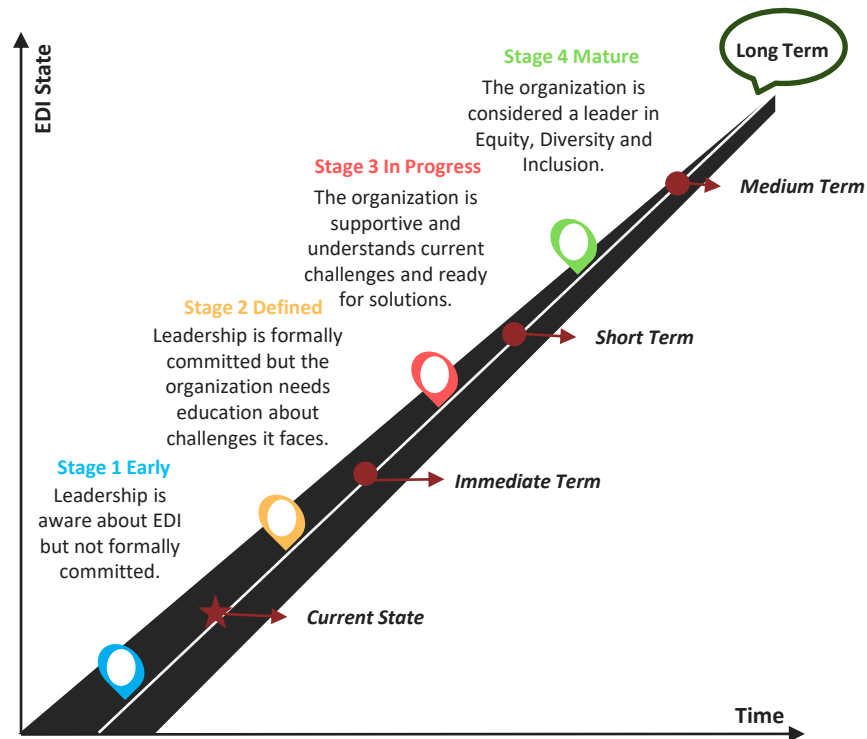 Long Term
EDI State
Stage 4 Mature
The organization is
considered a leader in
Equity, Diversity and
Inclusion.
Medium Term
Stage 3 In Progress
The organization is
supportive and
understands current
challenges and ready
for solutions.
Short Term
Stage 2 Defined
Leadership is formally
committed but the
organization needs
education about
challenges it faces.
Immediate Term
Stage 1 Early
Leadership is
aware about EDI
but not formally
committed.
Current State
Time